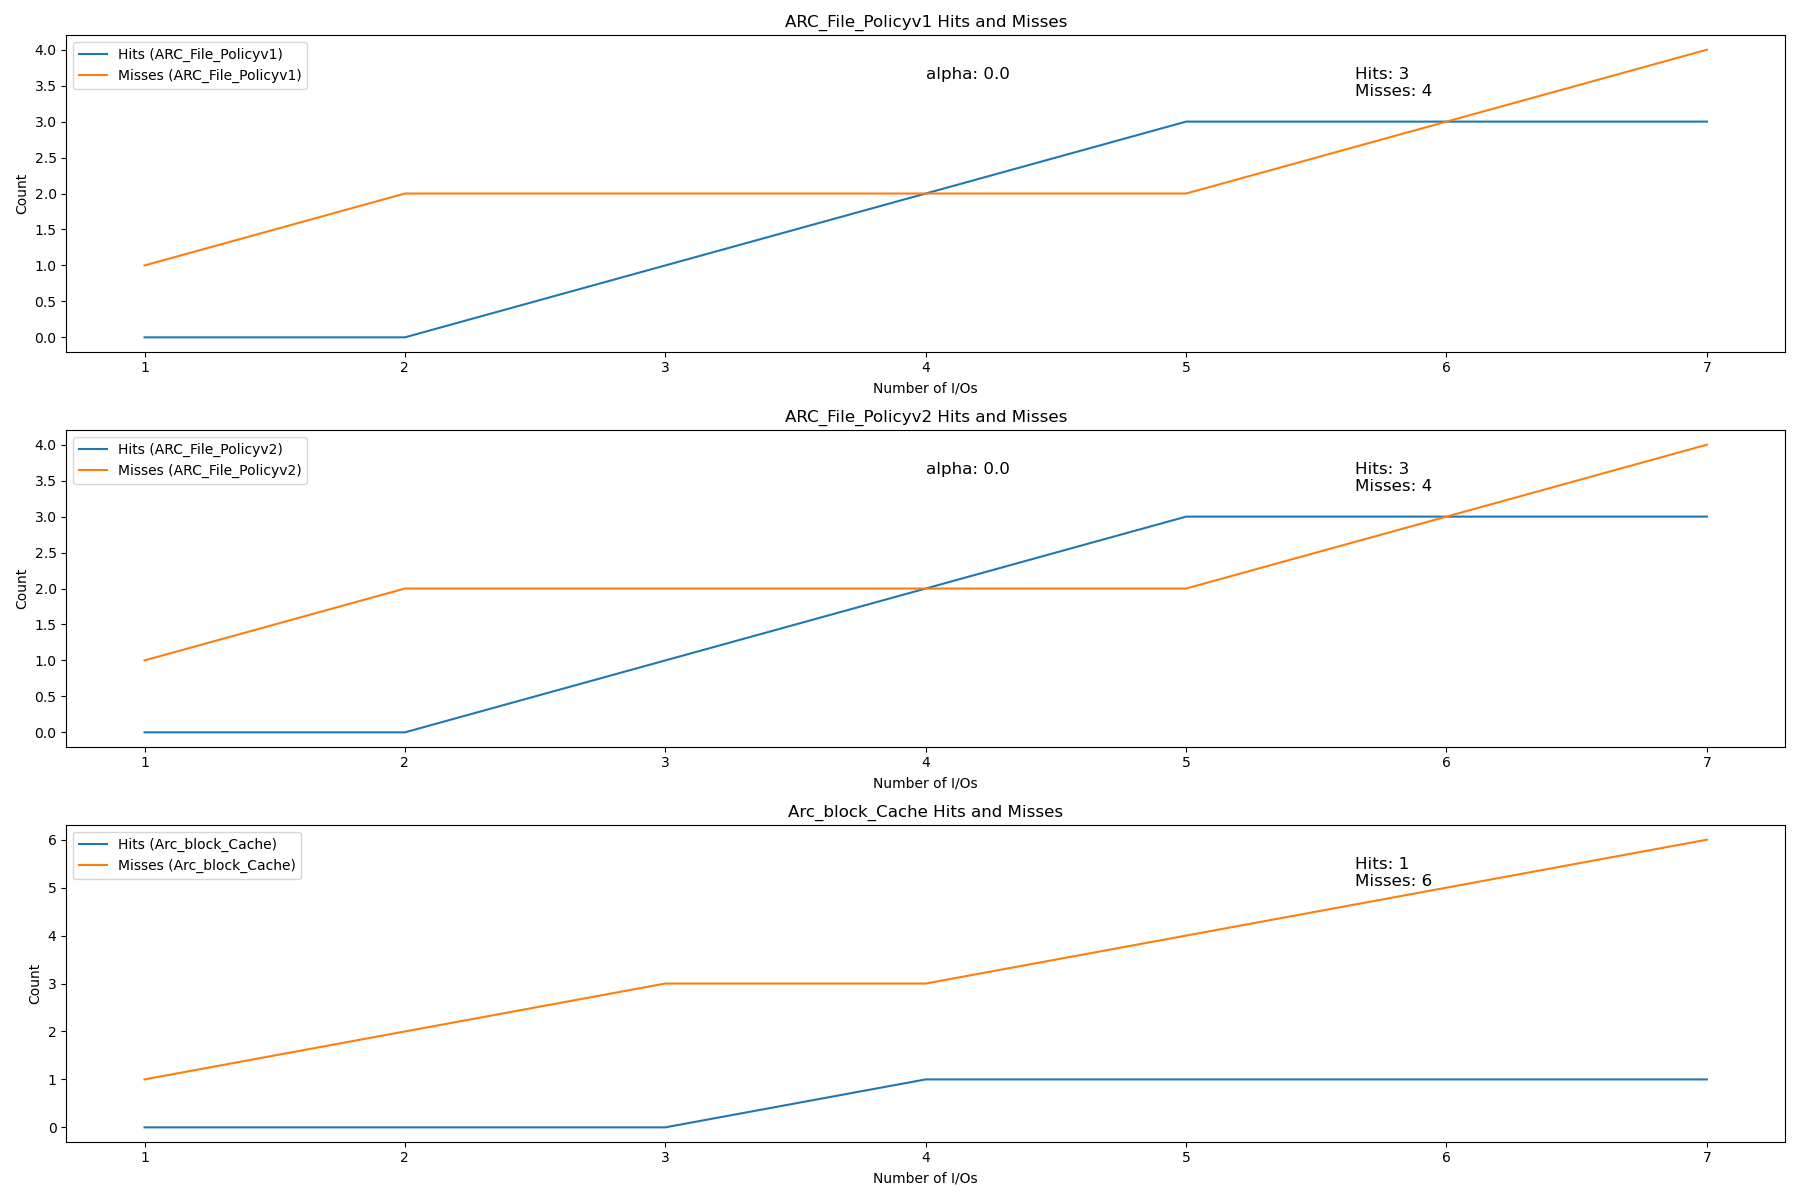 ARC_File_Policyv1 Hits and Misses
Hits (ARC_File_Policyv1)
Misses (ARC_File_Policyv1)
alpha: 0.0
Hits: 3
Misses: 4
4.0
3.5
3.0
2.5
2.0
1.5
1.0
0.5
0.0
Count
1 2 3 4 5 6 7
Number of I/Os
ARC_File_Policyv2 Hits and Misses
Hits (ARC_File_Policyv2)
Misses (ARC_File_Policyv2)
alpha: 0.0
Hits: 3
Misses: 4
4.0
3.5
3.0
2.5
2.0
1.5
1.0
0.5
0.0
Count
1 2 3 4 5 6 7
Number of I/Os
Arc_block_Cache Hits and Misses
Hits (Arc_block_Cache)
Misses (Arc_block_Cache)
Hits: 1
Misses: 6
6
5
4
3
2
1
0
Count
1 2 3 4 5 6 7
Number of I/Os